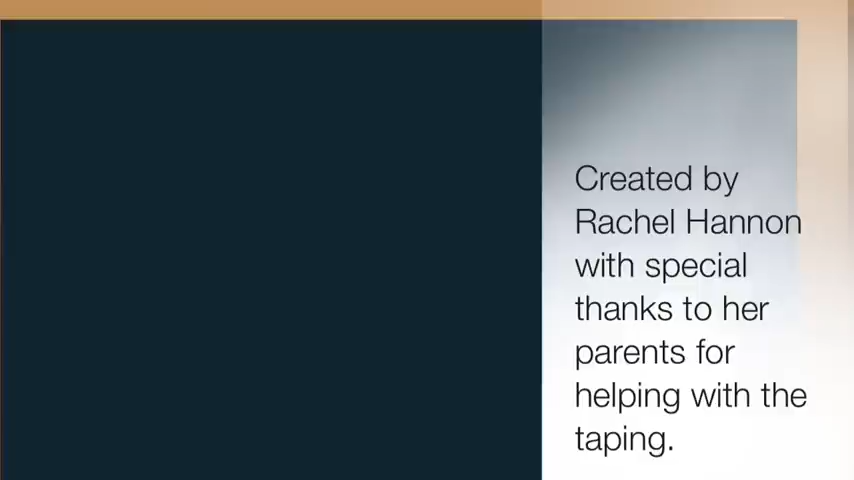 Created by
Rachel Hannon
with special
thanks to her
parents for
helping with the
taping.